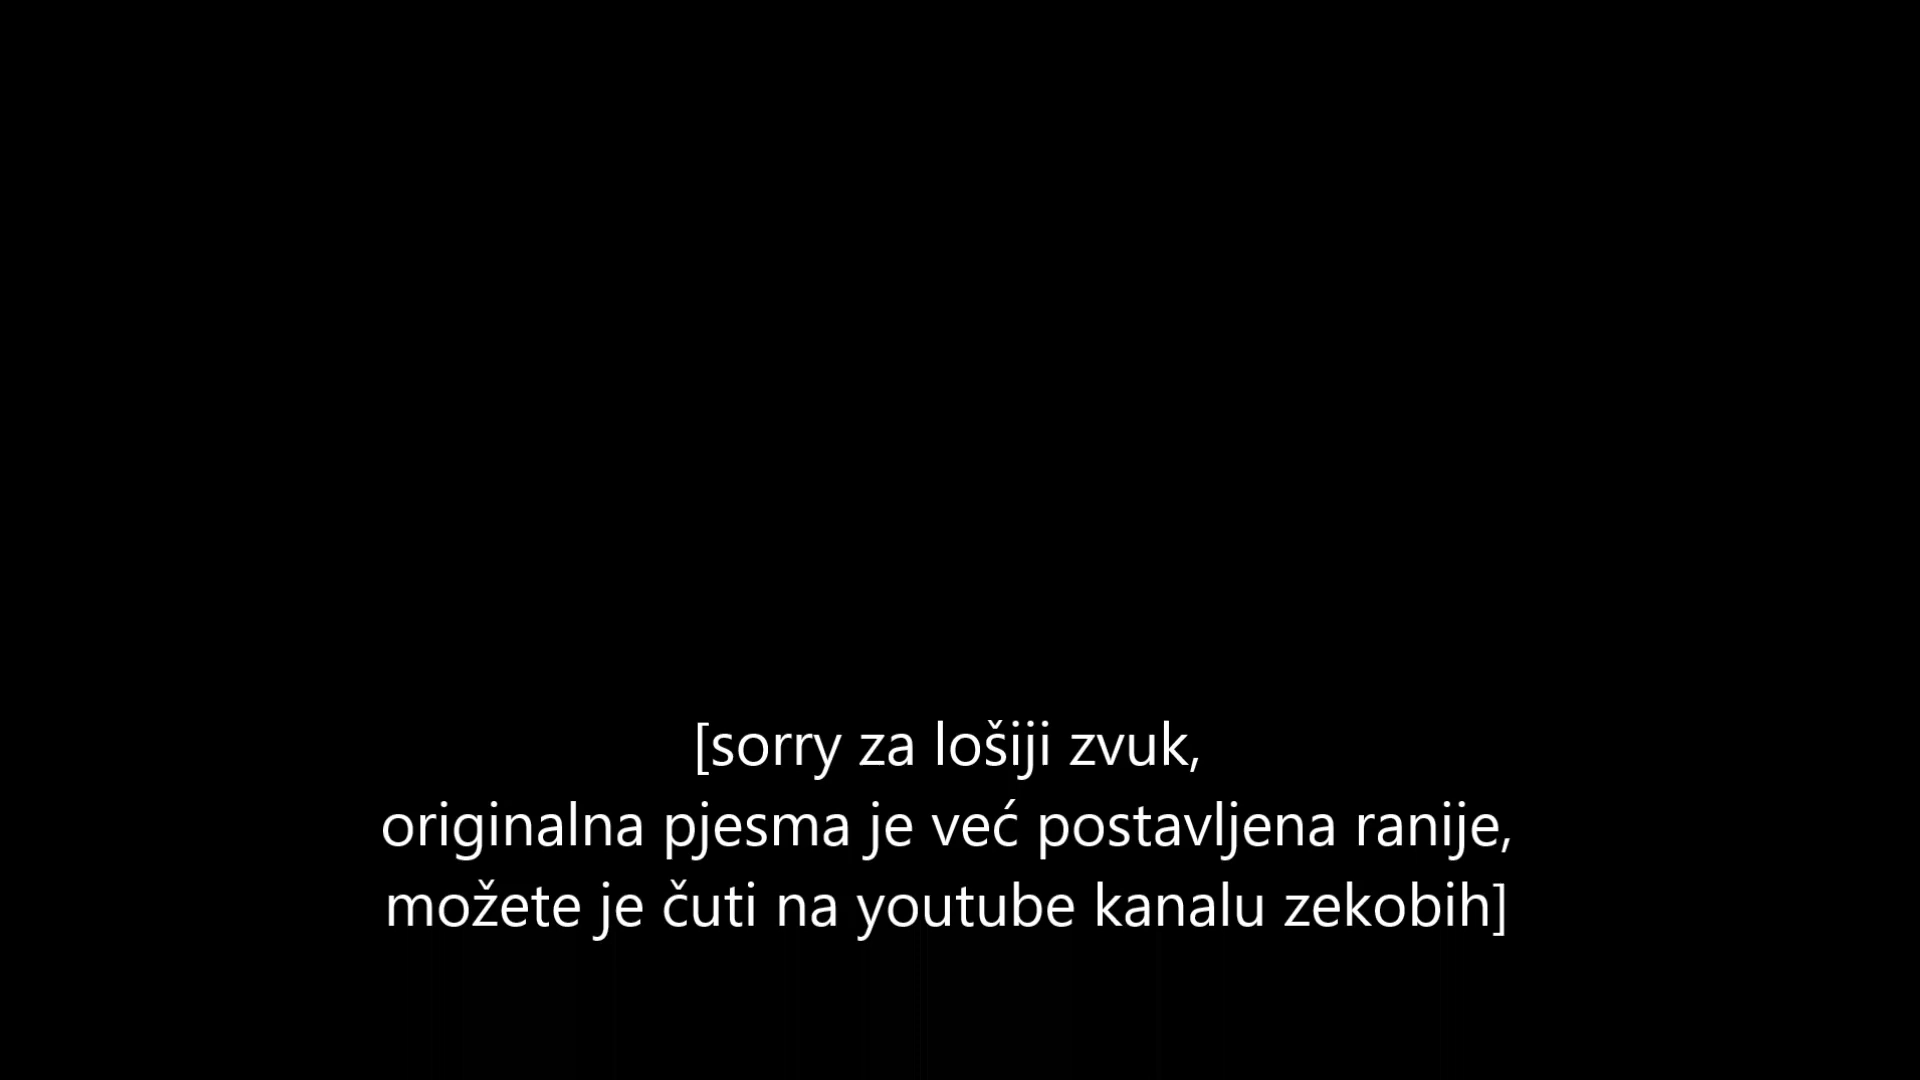 [sorry za lošiji zvuk,
originalna pjesma je već postavljena ranije,
možete je čuti na youtube kanalu zekobih]